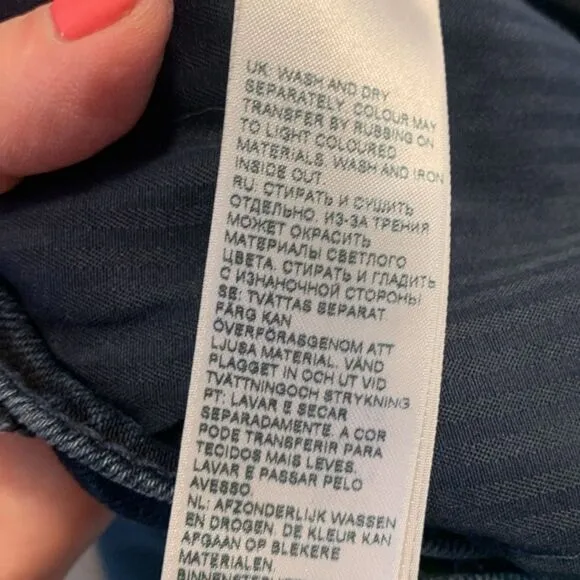 UK: WASH AND DRY
SEPARATELY. COLOUR MAY
TRANSFER BY RUBBING ON
TO LIGHT COLOURED
MATERIALS. WASH AND IRON
INSIDE OUT.
RU: СТИРАТЬ И СУШИТЬ
ОТДЕЛЬНО. ИЗ-ЗА ТРЕНИЯ
МОЖЕТ ОКРАСИТЬ
МАТЕРИАЛЫ СВЕТЛОГО
ЦВЕТА. СТИРАТЬ И ГЛАДИТЬ
С ИЗНАНОЧНОЙ СТОРОНЫ
SE: TVÄTTAS SEPARAT
FÄRG KAN
ÖVERFÖRASGENOM ATT
LJUSA MATERIAL. VÄND
PLAGGET IN OCH UT VID
TVÄTTNINGOCH STRYKNING
PT: LAVAR E SECAR
SEPARADAMENTE. A COR
PODE TRANSFERIR PARA
TECIDOS MAIS LEVES.
LAVAR E PASSAR PELO
AVESSO.
NL: AFZONDERLIJK WASSEN
EN DROGEN. DE KLEUR KAN
AFGAAN OP BLEKERE
MATERIALEN.